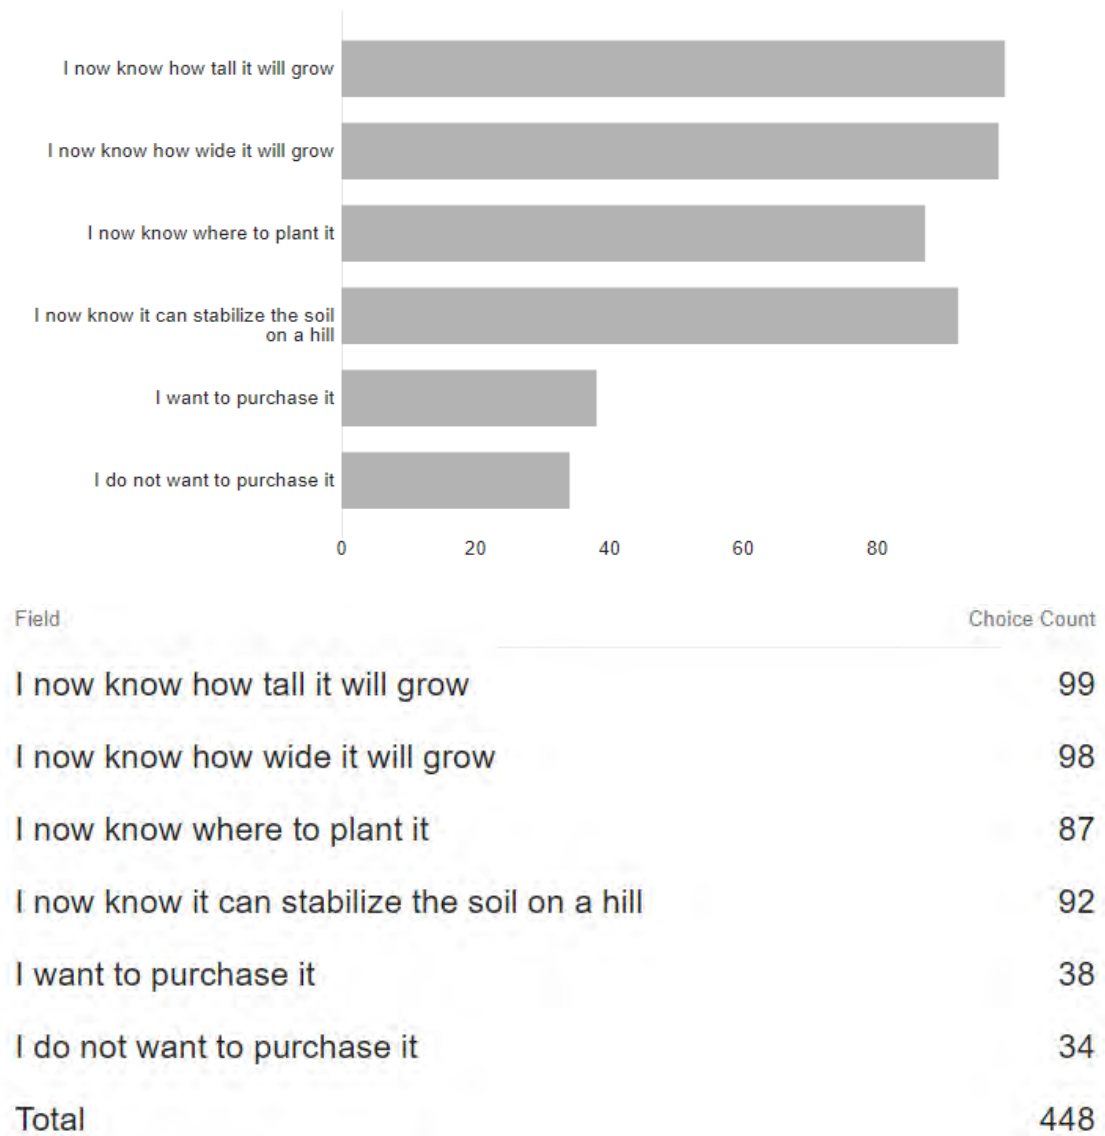 I now know how tall it will grow
I now know how wide it will grow
I now know where to plant it
I now know it can stabilize the soil
on a hill
I want to purchase it
I do not want to purchase it
0 20 40 60 80
Field Choice Count
I now know how tall it will grow 99
I now know how wide it will grow 98
I now know where to plant it 87
I now know it can stabilize the soil on a hill 92
I want to purchase it 38
I do not want to purchase it 34
Total 448